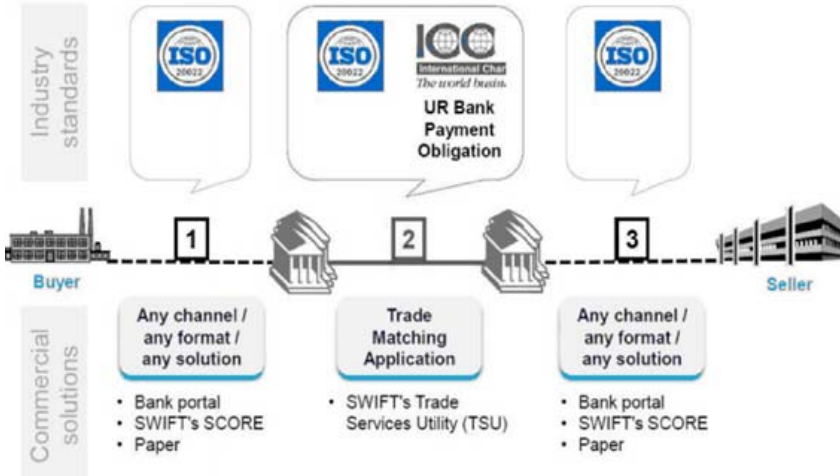 Industry
standards
ISO
20022
ISO
20022
ICC
International Char
The world busin.
UR Bank
Payment
Obligation
ISO
20022
1
2
3
Buyer
Seller
Commercial
solutions
Any channel /
any format /
any solution
• Bank portal
• SWIFT's SCORE
• Paper
Trade
Matching
Application
• SWIFT's Trade
Services Utility (TSU)
Any channel /
any format /
any solution
• Bank portal
• SWIFT's SCORE
• Paper